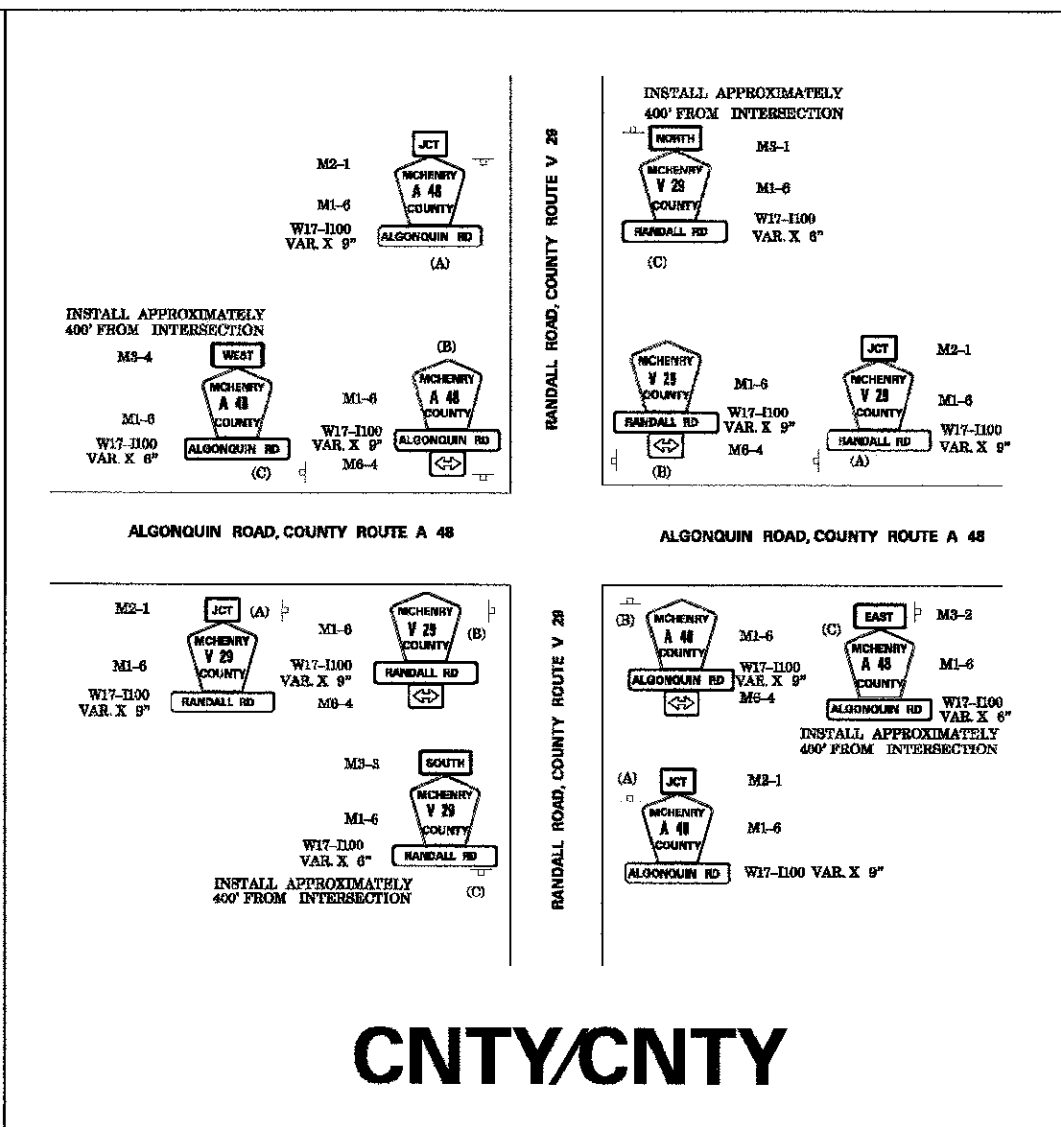 JCT
M2-1
MCHENRY
A 48
COUNTY
M1-6
W17-I100
VAR. X 9"
ALGONQUIN RD
(A)
INSTALL APPROXIMATELY
400' FROM INTERSECTION
M3-4
WEST
MCHENRY
A 48
COUNTY
M1-6
W17-I100
VAR. X 6"
ALGONQUIN RD
(C)
(B)
MCHENRY
A 48
COUNTY
M1-6
W17-I100
VAR. X 9"
ALGONQUIN RD
M6-4
RANDALL ROAD, COUNTY ROUTE V 29
INSTALL APPROXIMATELY
400' FROM INTERSECTION
NORTH
M3-1
MCHENRY
V 29
COUNTY
M1-6
W17-I100
VAR. X 6"
RANDALL RD
(C)
MCHENRY
V 29
COUNTY
M1-6
W17-I100
VAR. X 9"
RANDALL RD
M6-4
(B)
JCT
M2-1
MCHENRY
V 29
COUNTY
M1-6
W17-I100
VAR. X 9"
RANDALL RD
(A)
ALGONQUIN ROAD, COUNTY ROUTE A 48
ALGONQUIN ROAD, COUNTY ROUTE A 48
M2-1
JCT
(A)
MCHENRY
V 29
COUNTY
M1-6
W17-I100
VAR. X 9"
RANDALL RD
MCHENRY
V 29
COUNTY
M1-6
(B)
W17-I100
VAR. X 9"
RANDALL RD
M6-4
M3-3
SOUTH
MCHENRY
V 29
COUNTY
M1-6
W17-I100
VAR. X 6"
RANDALL RD
INSTALL APPROXIMATELY
400' FROM INTERSECTION
(C)
RANDALL ROAD, COUNTY ROUTE V 29
(B)
MCHENRY
A 48
COUNTY
M1-6
W17-I100
VAR. X 9"
ALGONQUIN RD
M6-4
(C)
EAST
M3-2
MCHENRY
A 48
COUNTY
M1-6
ALGONQUIN RD
W17-I100
VAR. X 6"
INSTALL APPROXIMATELY
400' FROM INTERSECTION
(A)
JCT
M2-1
MCHENRY
A 48
COUNTY
M1-6
ALGONQUIN RD
W17-I100 VAR. X 9"
CNTY/CNTY